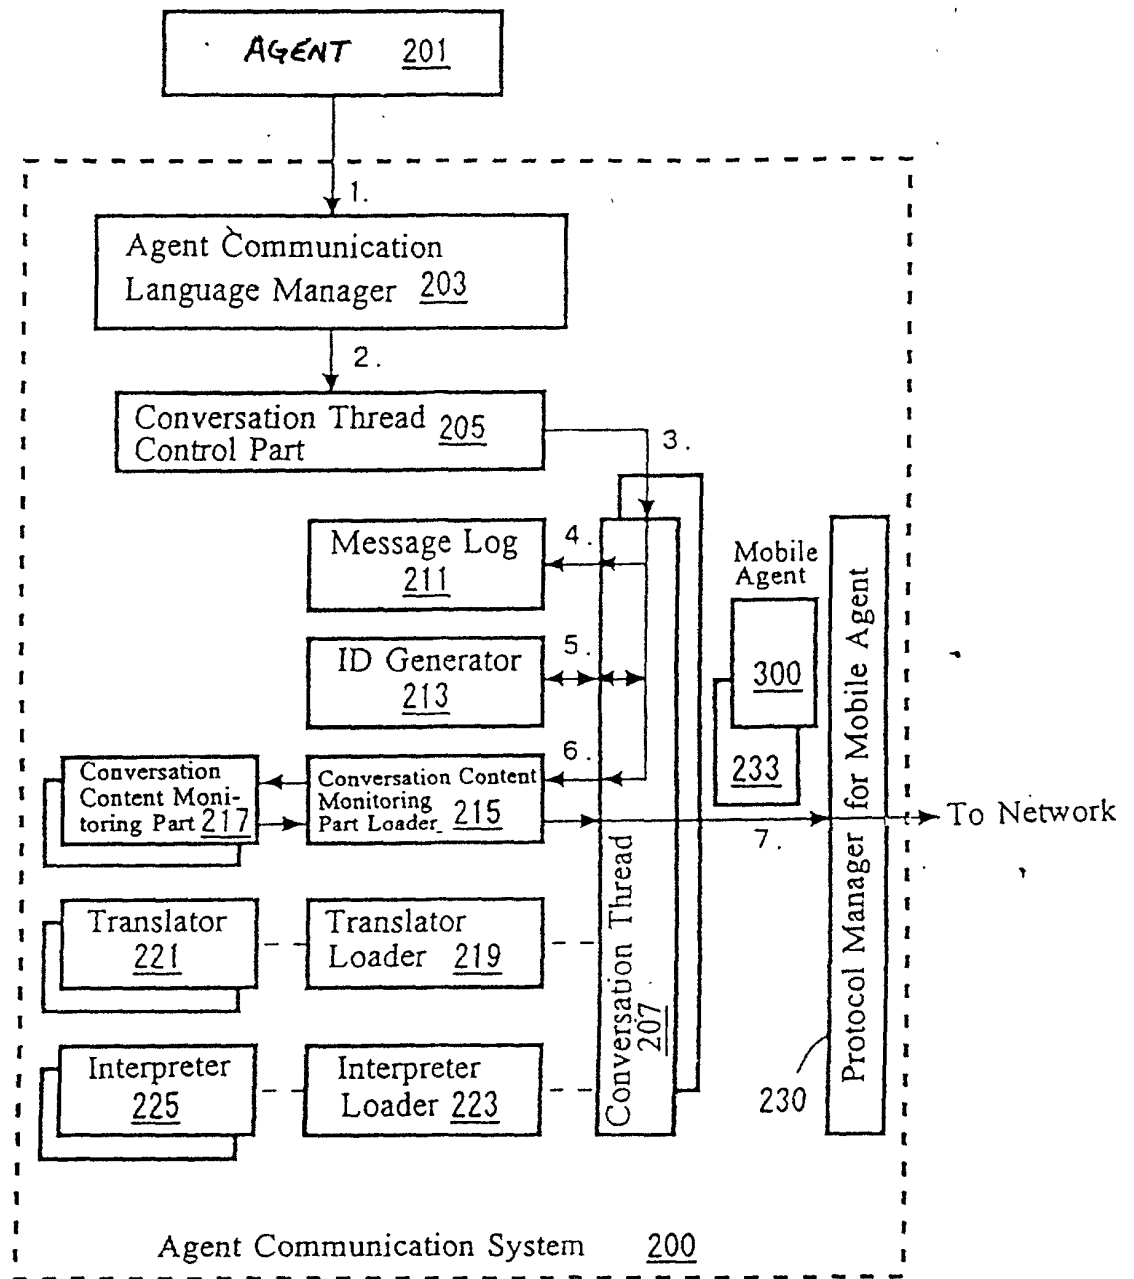 AGENT 201
1.
Agent Communication
Language Manager 203
2.
Conversation Thread
Control Part 205
3.
Message Log
211
4.
ID Generator
213
5.
6.
Conversation
Content Moni-
toring Part 217
Conversation Content
Monitoring
Part Loader 215
Mobile
Agent
300
233
7.
To Network
Translator
221
Translator
Loader 219
Interpreter
225
Interpreter
Loader 223
Conversation Thread
207
Protocol Manager for Mobile Agent
230
Agent Communication System 200